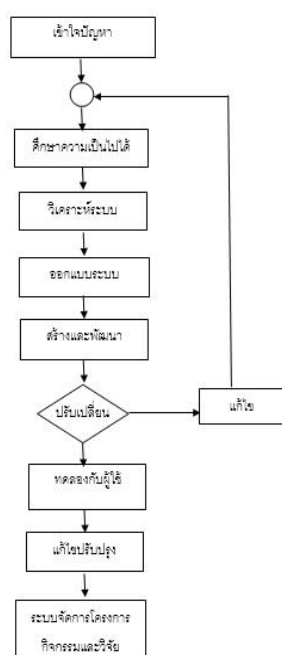 เข้าใจปัญหา
ศึกษาความเป็นไปได้
วิเคราะห์ระบบ
ออกแบบระบบ
สร้างและพัฒนา
ปรับเปลี่ยน
แก้ไข
ทดลองกับผู้ใช้
แก้ไขปรับปรุง
ระบบจัดการโครงการ
กิจกรรมและวิจัย